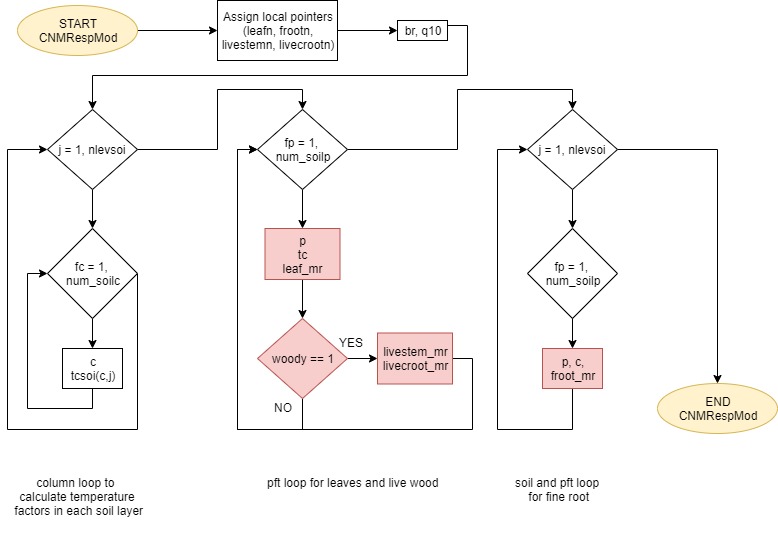 START
CNMRespMod
Assign local pointers
(leafn, frootn,
livestemn, livecrootn)
br, q10
j = 1, nlevsoi
fp = 1,
num_soilp
j = 1, nlevsoi
p
tc
leaf_mr
fc = 1,
num_soilc
fp = 1,
num_soilp
YES
woody == 1
livestem_mr
livecroot_mr
c
tcsoi(c,j)
p, c,
froot_mr
NO
END
CNMRespMod
column loop to
calculate temperature
factors in each soil layer
pft loop for leaves and live wood
soil and pft loop
for fine root